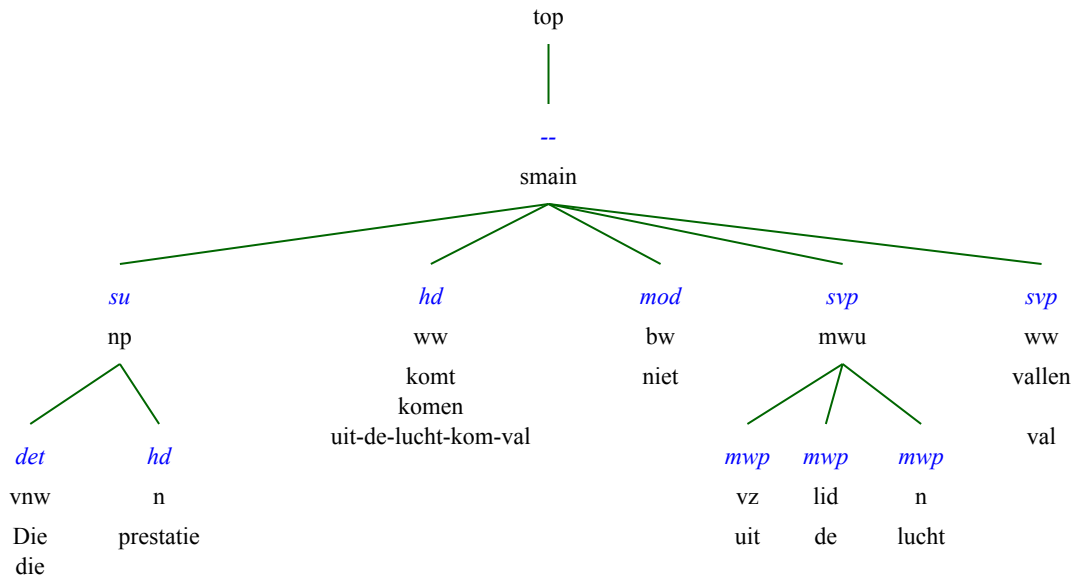 top
--
smain
su hd mod svp svp
np ww bw mwu ww
komt niet vallen
komen
uit-de-lucht-kom-val val
det hd mwp mwp mwp
vnw n vz lid n
Die prestatie uit de lucht
die